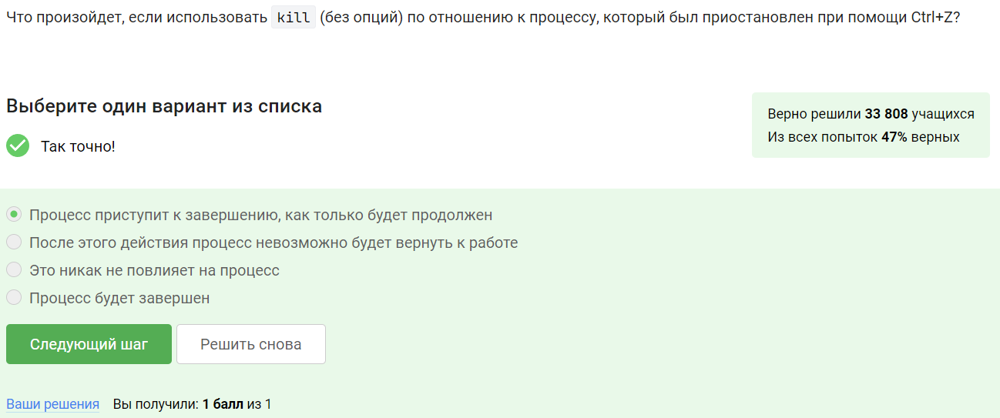 Что произойдет, если использовать kill (без опций) по отношению к процессу, который был приостановлен при помощи Ctrl+Z?
Выберите один вариант из списка
Так точно!
Верно решили 33 808 учащихся
Из всех попыток 47% верных
Процесс приступит к завершению, как только будет продолжен
После этого действия процесс невозможно будет вернуть к работе
Это никак не повлияет на процесс
Процесс будет завершен
Следующий шаг
Решить снова
Ваши решения Вы получили: 1 балл из 1